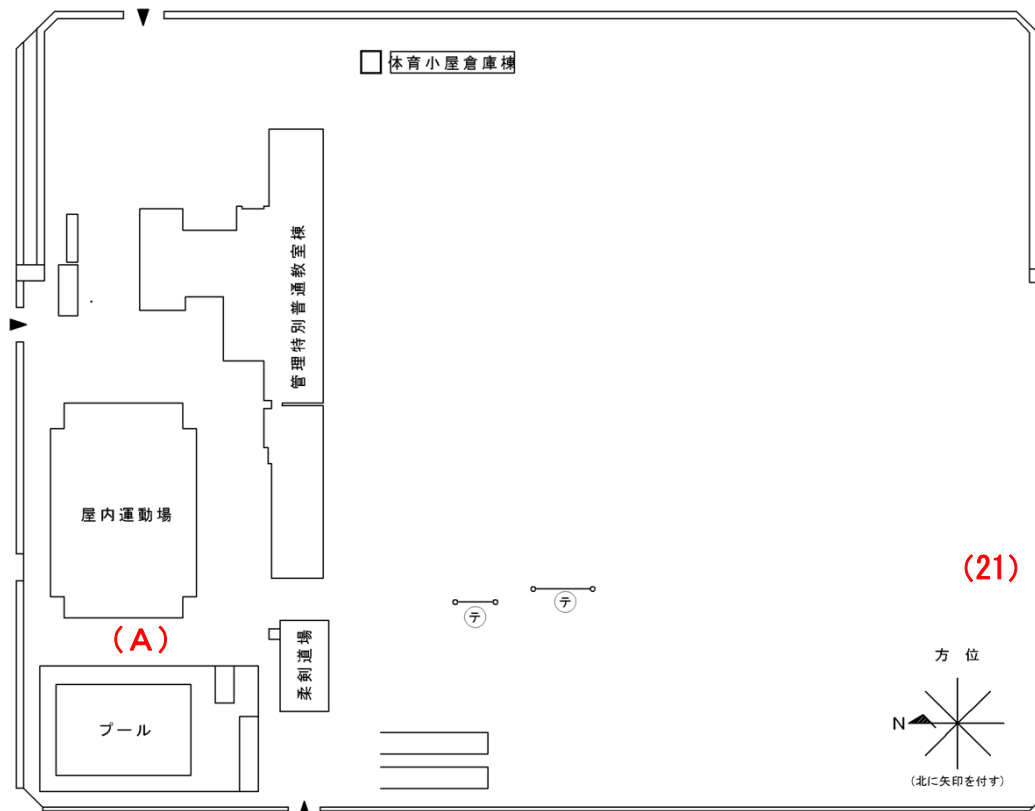 体育小屋倉庫棟
管理特別普通教室棟
屋内運動場
(21)
テ
テ
(A)
柔剣道場
方位
プール
N
(北に矢印を付す)